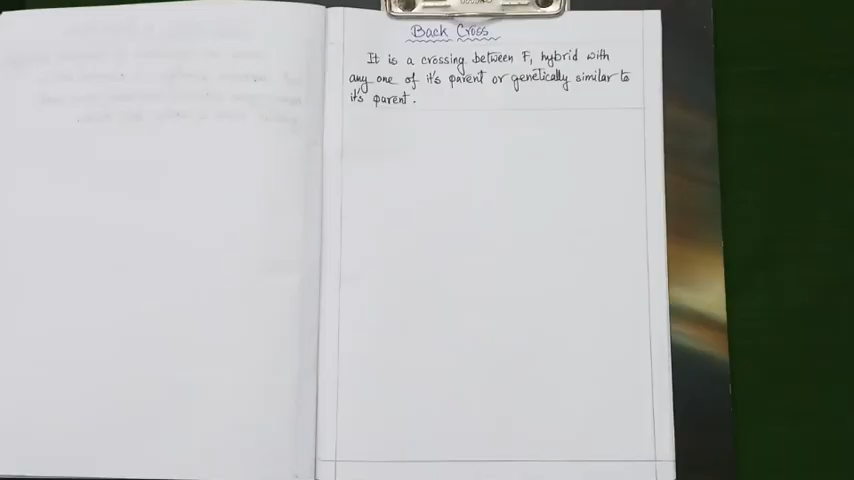 Back Cross
It is a crossing between F1 hybrid with
any one of it's parent or genetically similar to
it's parent.